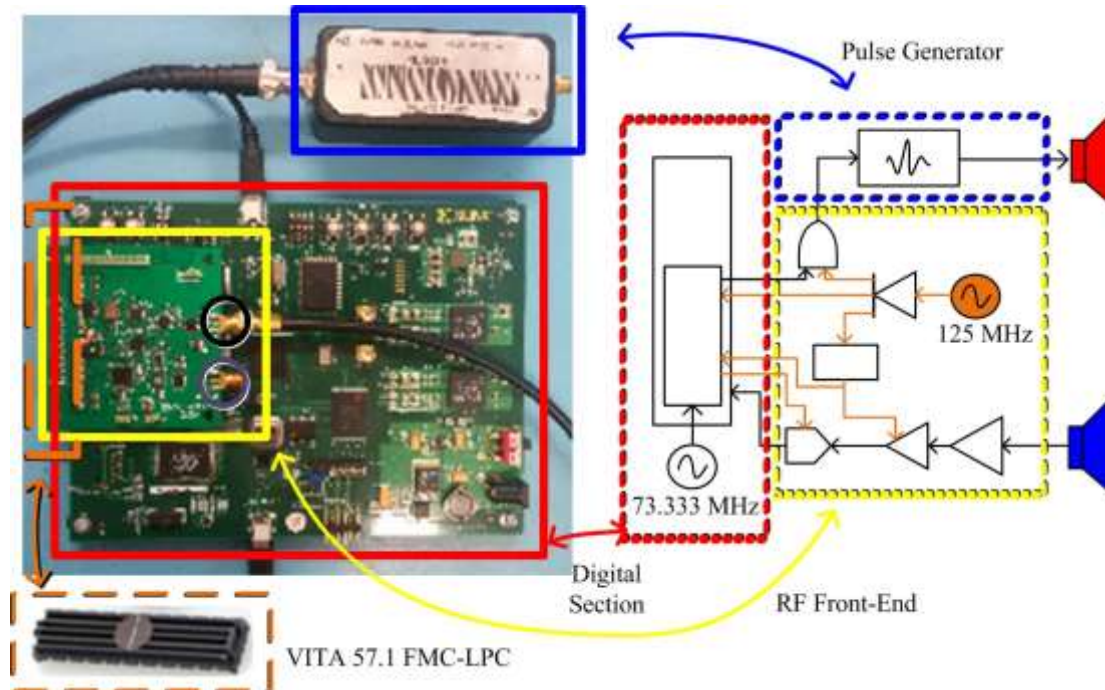 Pulse Generator
125 MHz
73.333 MHz
Digital
Section
RF Front-End
VITA 57.1 FMC-LPC